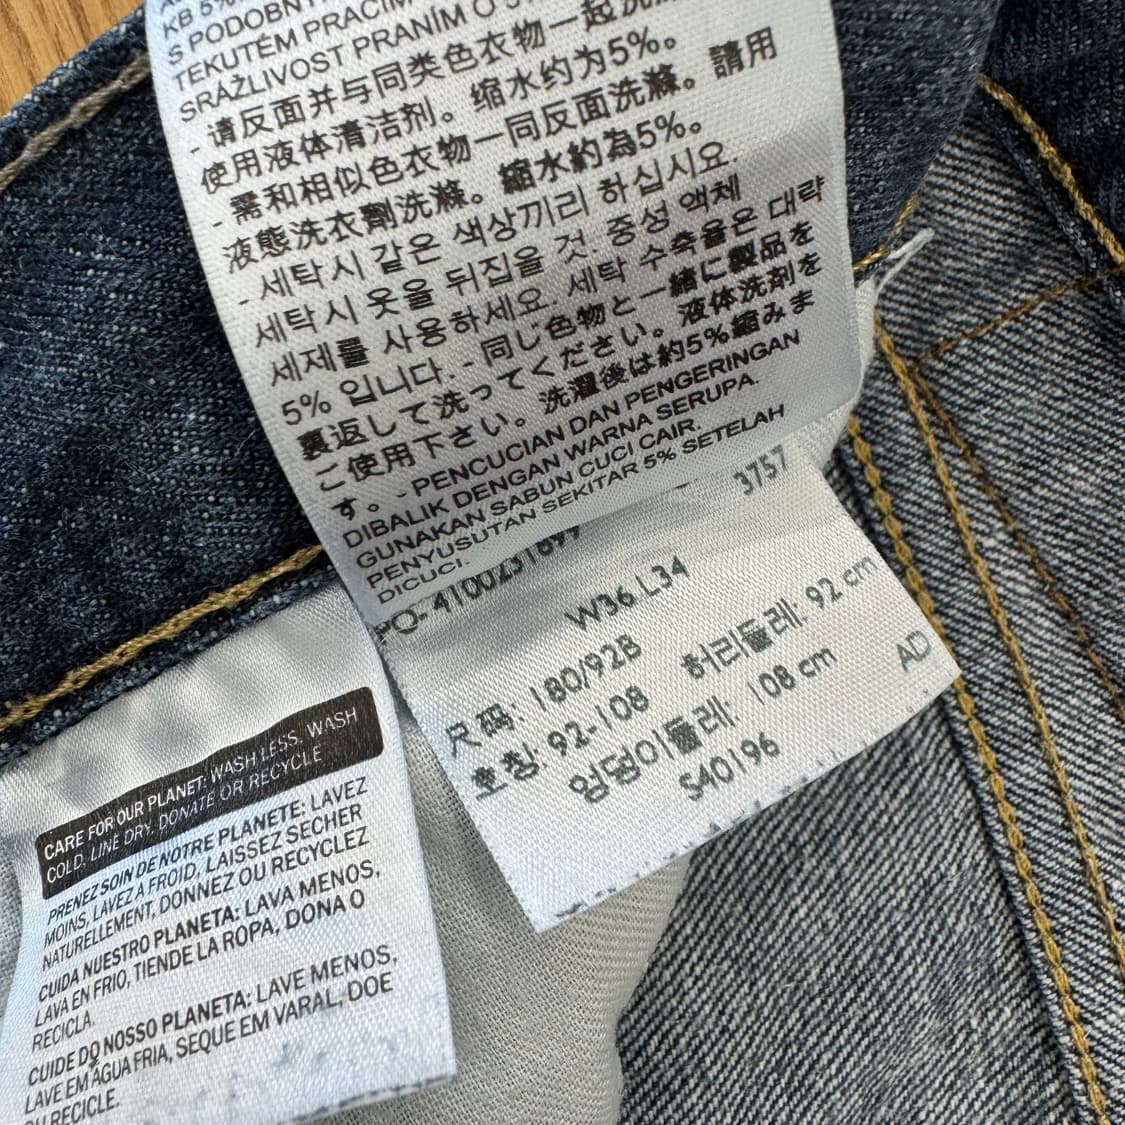 KB 5%
S PODOBN
TEKUTÉM PRACÍM
SRÁŽLIVOST PRANÍM O
- 请反面并与同类色衣物一起洗
使用液体清洁剂。缩水约为5%。
- 需和相似色衣物一同反面洗滌。請用
液態洗衣劑洗滌。縮水約為5%。
- 세탁시 같은 색상끼리 하십시요.
세탁시 옷을 뒤집을 것. 중성 액체
세제를 사용하세요. 세탁 수축율은 대략
5% 입니다. - 同じ色物と一緒に製品を
裏返して洗ってください。液体洗剤を
ご使用下さい。洗濯後は約5%縮みま
す。- PENCUCIAN DAN PENGERINGAN
DIBALIK DENGAN WARNA SERUPA.
GUNAKAN SABUN CUCI CAIR.
PENYUSUTAN SEKITAR 5% SETELAH
DICUCI.
3757
PO- 4100231699
W36 L34
尺码: 180/92B 허리둘레: 92 cm
호칭: 92-108
엉덩이둘레: 108 cm AD
S40196
CARE FOR OUR PLANET: WASH LESS, WASH
COLD, LINE DRY, DONATE OR RECYCLE
PRENEZ SOIN DE NOTRE PLANETE: LAVEZ
MOINS, LAVEZ A FROID, LAISSEZ SECHER
NATURELLEMENT, DONNEZ OU RECYCLEZ
CUIDA NUESTRO PLANETA: LAVA MENOS,
LAVA EN FRIO, TIENDE LA ROPA, DONA O
RECICLA.
CUIDE DO NOSSO PLANETA: LAVE MENOS,
LAVE EM ÁGUA FRIA, SEQUE EM VARAL, DOE
OU RECICLE.